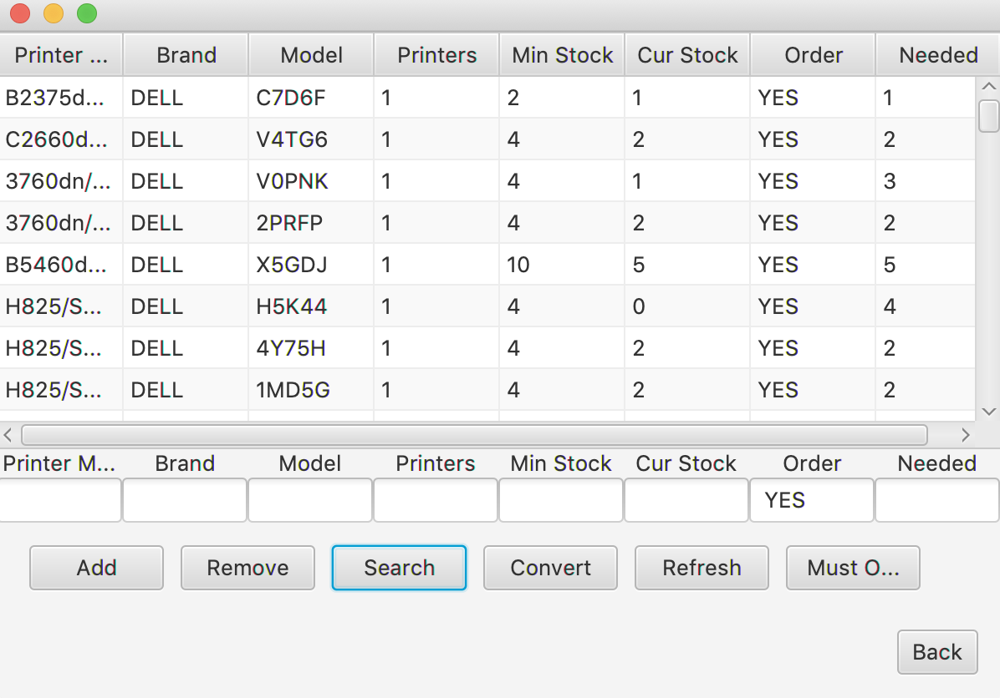 Printer ... Brand Model Printers Min Stock Cur Stock Order Needed
B2375d... DELL C7D6F 1 2 1 YES 1
C2660d... DELL V4TG6 1 4 2 YES 2
3760dn/... DELL V0PNK 1 4 1 YES 3
3760dn/... DELL 2PRFP 1 4 2 YES 2
B5460d... DELL X5GDJ 1 10 5 YES 5
H825/S... DELL H5K44 1 4 0 YES 4
H825/S... DELL 4Y75H 1 4 2 YES 2
H825/S... DELL 1MD5G 1 4 2 YES 2
Printer M... Brand Model Printers Min Stock Cur Stock Order Needed
YES
Add Remove Search Convert Refresh Must O...
Back